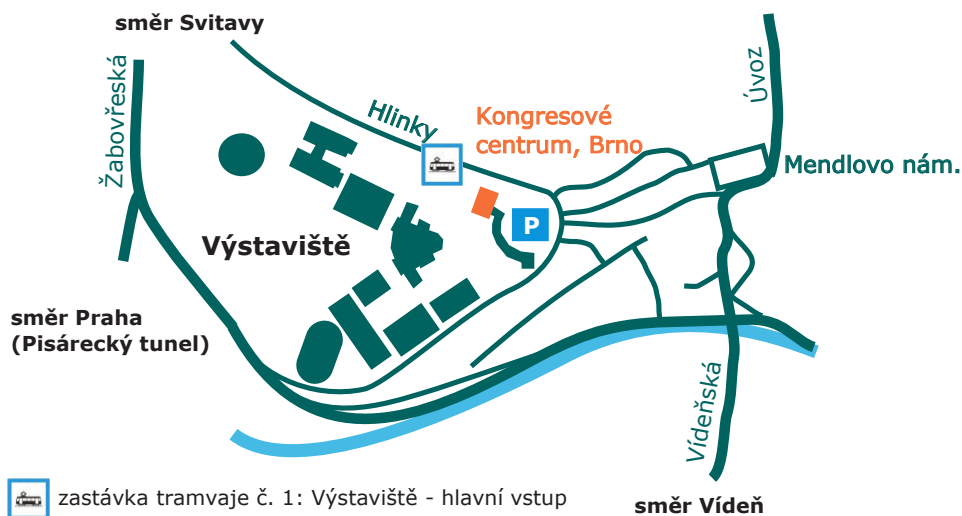 směr Svitavy
Žabovřeská
Hlinky
Kongresové
centrum, Brno
Úvoz
Mendlovo nám.
P
Výstaviště
směr Praha
(Pisárecký tunel)
Vídeňská
zastávka tramvaje č. 1: Výstaviště - hlavní vstup
směr Vídeň